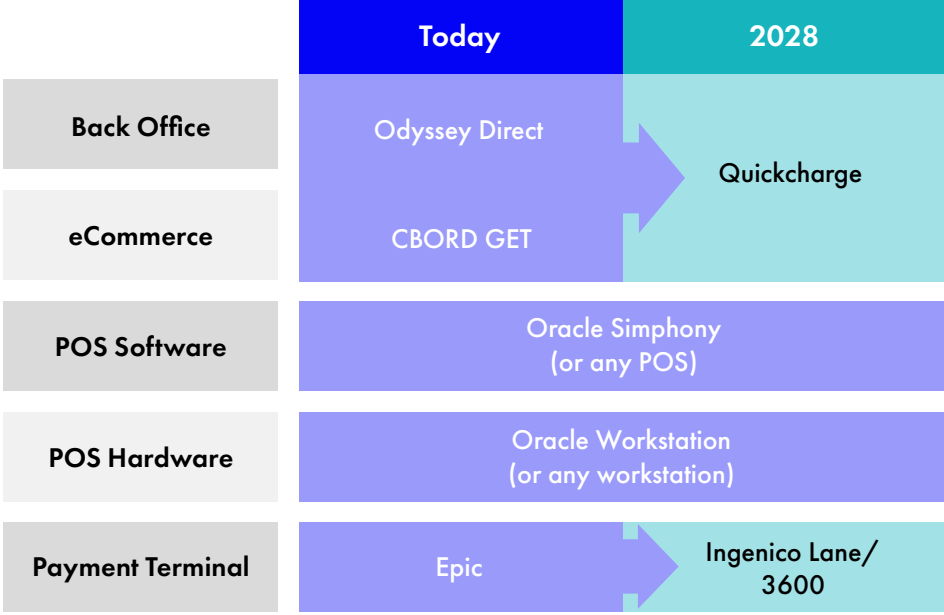 Today
2028
Back Office
Odyssey Direct
Quickcharge
eCommerce
CBORD GET
POS Software
Oracle Simphony
(or any POS)
POS Hardware
Oracle Workstation
(or any workstation)
Payment Terminal
Epic
Ingenico Lane/
3600